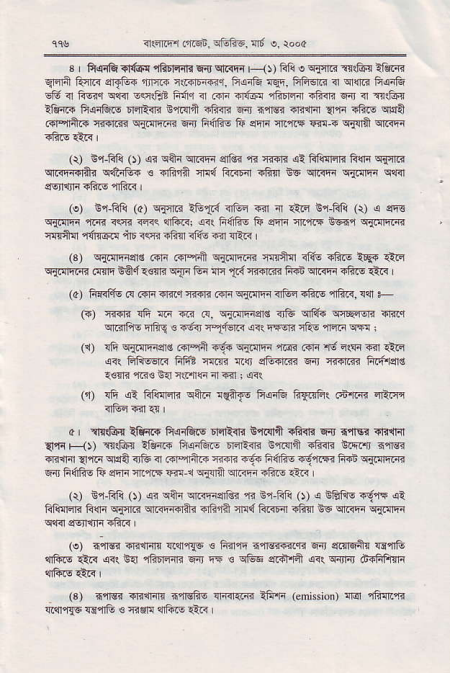 ৭৭৬ বাংলাদেশ গেজেট, অতিরিক্ত, মার্চ ৩, ২০০৫
৪। সিএনজি কার্যক্রম পরিচালনার জন্য আবেদন।—(১) বিধি ৩ অনুসারে স্বয়ংক্রিয় ইঞ্জিনের
জ্বালানী হিসাবে প্রাকৃতিক গ্যাসকে সংকোচনকরণ, সিএনজি মজুদ, সিলিন্ডারে বা আধারে সিএনজি
ভর্তি বা বিতরণ অথবা তৎসংশ্লিষ্ট নির্মাণ বা কোন কার্যক্রম পরিচালনা করিবার জন্য বা স্বয়ংক্রিয়
ইঞ্জিনকে সিএনজিতে চালাইবার উপযোগী করিবার জন্য রূপান্তর কারখানা স্থাপন করিতে আগ্রহী
কোম্পানীকে সরকারের অনুমোদনের জন্য নির্ধারিত ফি প্রদান সাপেক্ষে ফরম-ক অনুযায়ী আবেদন
করিতে হইবে।
(২) উপ-বিধি (১) এর অধীন আবেদন প্রাপ্তির পর সরকার এই বিধিমালার বিধান অনুসারে
আবেদনকারীর অর্থনৈতিক ও কারিগরী সামর্থ বিবেচনা করিয়া উক্ত আবেদন অনুমোদন অথবা
প্রত্যাখ্যান করিতে পারিবে।
(৩) উপ-বিধি (৫) অনুসারে ইতিপূর্বে বাতিল করা না হইলে উপ-বিধি (২) এ প্রদত্ত
অনুমোদন পনের বৎসর বলবৎ থাকিবে; এবং নির্ধারিত ফি প্রদান সাপেক্ষে উক্তরূপ অনুমোদনের
সময়সীমা পর্যায়ক্রমে পাঁচ বৎসর করিয়া বর্ধিত করা যাইবে।
(৪) অনুমোদনপ্রাপ্ত কোন কোম্পনী অনুমোদনের সময়সীমা বর্ধিত করিতে ইচ্ছুক হইলে
অনুমোদনের মেয়াদ উত্তীর্ণ হওয়ার অন্যুন তিন মাস পূর্বে সরকারের নিকট আবেদন করিতে হইবে।
(৫) নিম্নবর্ণিত যে কোন কারণে সরকার কোন অনুমোদন বাতিল করিতে পারিবে, যথা ঃ—
(ক) সরকার যদি মনে করে যে, অনুমোদনপ্রাপ্ত ব্যক্তি আর্থিক অসচ্ছলতার কারণে
আরোপিত দায়িত্ব ও কর্তব্য সম্পূর্ণভাবে এবং দক্ষতার সহিত পালনে অক্ষম ;
(খ) যদি অনুমোদনপ্রাপ্ত কোম্পনী কর্তৃক অনুমোদন পত্রের কোন শর্ত লংঘন করা হইলে
এবং লিখিতভাবে নির্দিষ্ট সময়ের মধ্যে প্রতিকারের জন্য সরকারের নির্দেশপ্রাপ্ত
হওয়ার পরেও উহা সংশোধন না করা ; এবং
(গ) যদি এই বিধিমালার অধীনে মঞ্জুরীকৃত সিএনজি রিফুয়েলিং স্টেশনের লাইসেন্স
বাতিল করা হয়।
৫। স্বায়ংক্রিয় ইঞ্জিনকে সিএনজিতে চালাইবার উপযোগী করিবার জন্য রূপান্তর কারখানা
স্থাপন।—(১) স্বয়ংক্রিয় ইঞ্জিনকে সিএনজিতে চালাইবার উপযোগী করিবার উদ্দেশ্যে রূপান্তর
কারখানা স্থাপনে আগ্রহী ব্যক্তি বা কোম্পানীকে সরকার কর্তৃক নির্ধারিত কর্তৃপক্ষের নিকট অনুমোদনের
জন্য নির্ধারিত ফি প্রদান সাপেক্ষে ফরম-খ অনুযায়ী আবেদন করিতে হইবে।
(২) উপ-বিধি (১) এর অধীন আবেদনপ্রাপ্তির পর উপ-বিধি (১) এ উল্লিখিত কর্তৃপক্ষ এই
বিধিমালার বিধান অনুসারে আবেদনকারীর কারিগরী সামর্থ বিবেচনা করিয়া উক্ত আবেদন অনুমোদন
অথবা প্রত্যাখ্যান করিবে।
(৩) রূপান্তর কারখানায় যথোপযুক্ত ও নিরাপদ রূপান্তরকরণের জন্য প্রয়োজনীয় যন্ত্রপাতি
থাকিতে হইবে এবং উহা পরিচালনার জন্য দক্ষ ও অভিজ্ঞ প্রকৌশলী এবং অন্যান্য টেকনিশিয়ান
থাকিতে হইবে।
(৪) রূপান্তর কারখানায় রূপান্তরিত যানবাহনের ইমিশন (emission) মাত্রা পরিমাপের
যথোপযুক্ত যন্ত্রপাতি ও সরঞ্জাম থাকিতে হইবে।